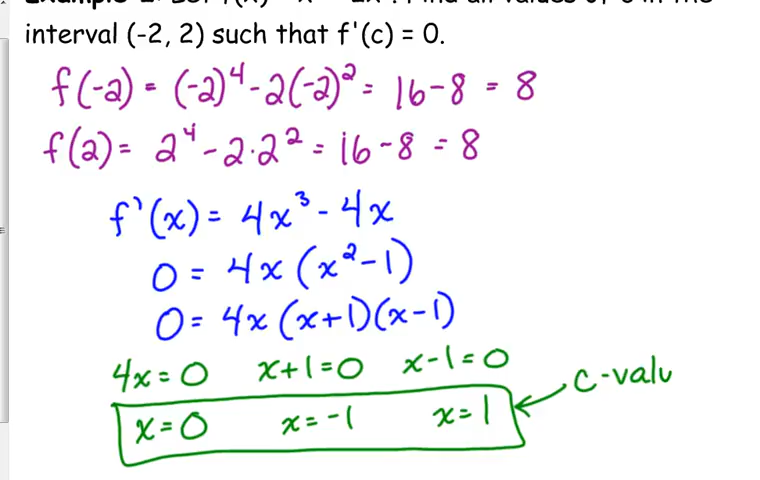 interval (-2, 2) such that f'(c) = 0.
f(-2) = (-2)⁴ - 2(-2)² = 16 - 8 = 8
f(2) = 2⁴ - 2·2² = 16 - 8 = 8
f'(x) = 4x³ - 4x
0 = 4x (x² - 1)
0 = 4x (x+1)(x-1)
4x = 0 x+1 = 0 x-1 = 0
c-valu
x = 0 x = -1 x = 1